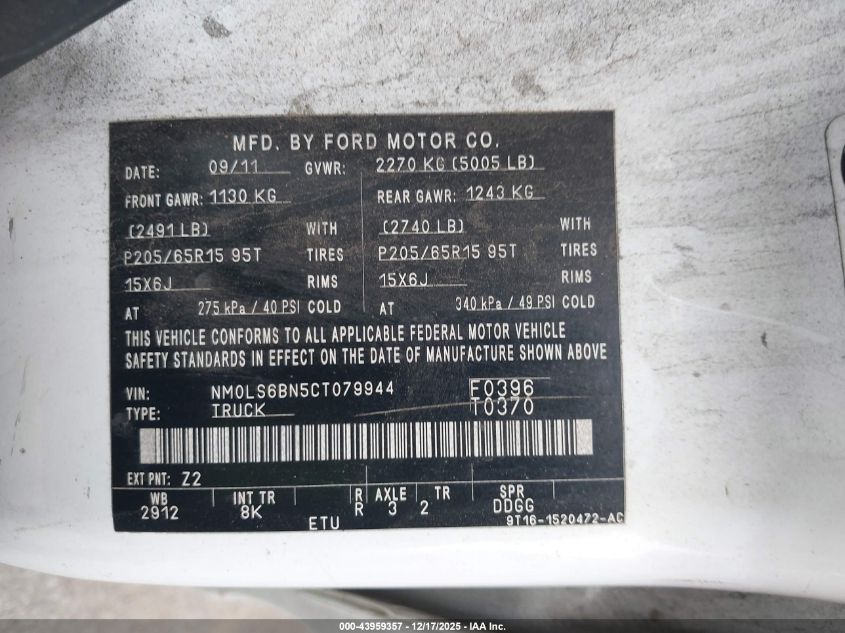 MFD. BY FORD MOTOR CO.
DATE: 09/11 GVWR: 2270 KG (5005 LB)
FRONT GAWR: 1130 KG REAR GAWR: 1243 KG
(2491 LB) WITH (2740 LB) WITH
P205/65R15 95T TIRES P205/65R15 95T TIRES
15X6J RIMS 15X6J RIMS
AT 275 kPa / 40 PSI COLD AT 340 kPa / 49 PSI COLD
THIS VEHICLE CONFORMS TO ALL APPLICABLE FEDERAL MOTOR VEHICLE
SAFETY STANDARDS IN EFFECT ON THE DATE OF MANUFACTURE SHOWN ABOVE
VIN: NM0LS6BN5CT079944 F0396
TYPE: TRUCK T0370
EXT PNT: Z2
WB INT TR R AXLE TR SPR
2912 8K R 3 2 DDGG
ETU 9T16-1520472-AC
000-43959357 - 12/17/2025 - IAA Inc.